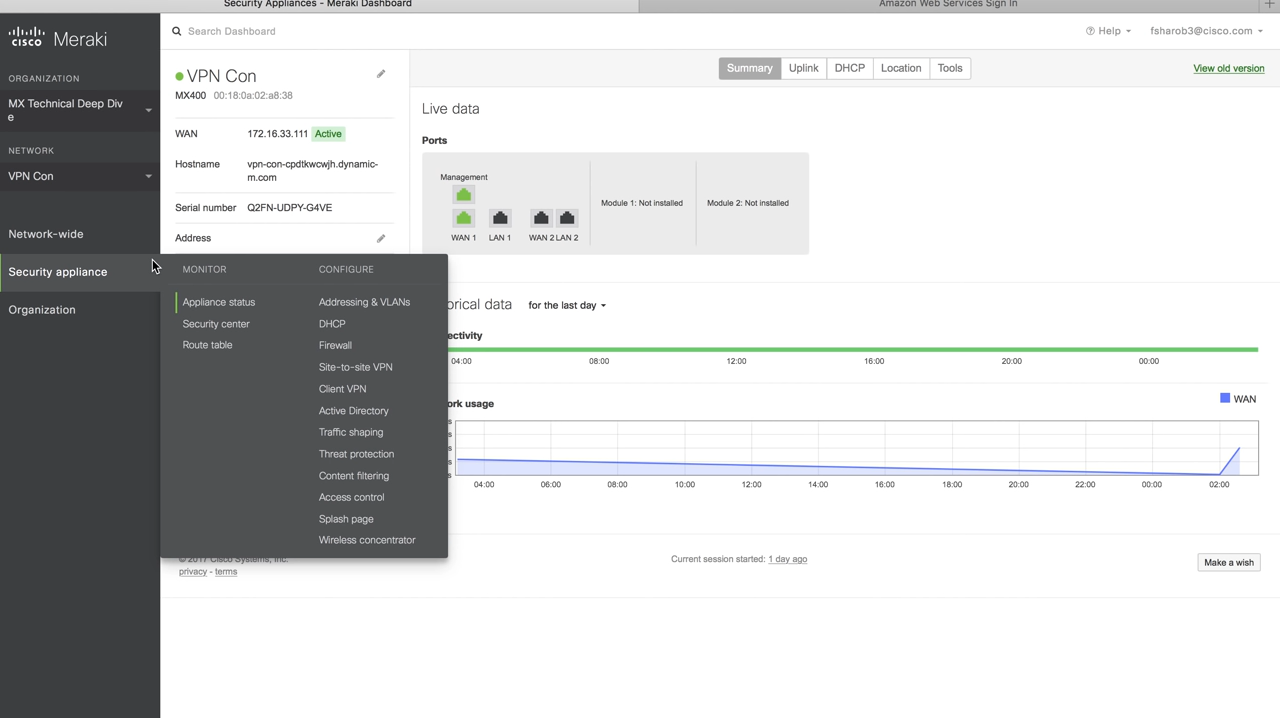 Security Appliances - Meraki Dashboard
Amazon Web Services Sign In
cisco Meraki
Search Dashboard
Help
fsharob3@cisco.com
ORGANIZATION
MX Technical Deep Div
e
NETWORK
VPN Con
Network-wide
Security appliance
Organization
VPN Con
MX400 00:18:0a:02:a8:38
WAN 172.16.33.111 Active
Hostname vpn-con-cpdtkwcwjh.dynamic-
m.com
Serial number Q2FN-UDPY-G4VE
Address
MONITOR
Appliance status
Security center
Route table
CONFIGURE
Addressing & VLANs
DHCP
Firewall
Site-to-site VPN
Client VPN
Active Directory
Traffic shaping
Threat protection
Content filtering
Access control
Splash page
Wireless concentrator
Summary Uplink DHCP Location Tools
View old version
Live data
Ports
Management
WAN 1 LAN 1 WAN 2 LAN 2
Module 1: Not installed
Module 2: Not installed
orical data for the last day
ectivity
04:00 08:00 12:00 16:00 20:00 00:00
ork usage
WAN
s
s
s
s
s
04:00 06:00 08:00 10:00 12:00 14:00 16:00 18:00 20:00 22:00 00:00 02:00
© 2017 Cisco Systems, Inc.
privacy - terms
Current session started: 1 day ago
Make a wish